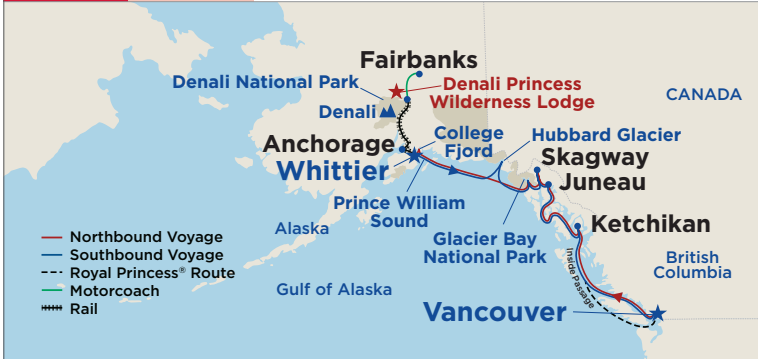 Fairbanks
Denali National Park
Denali Princess
Wilderness Lodge
CANADA
Denali
Anchorage
College
Fjord
Hubbard Glacier
Whittier
Skagway
Juneau
Prince William
Sound
Alaska
Glacier Bay
National Park
Ketchikan
Northbound Voyage
Southbound Voyage
Royal Princess® Route
Motorcoach
Rail
British
Columbia
Inside Passage
Gulf of Alaska
Vancouver